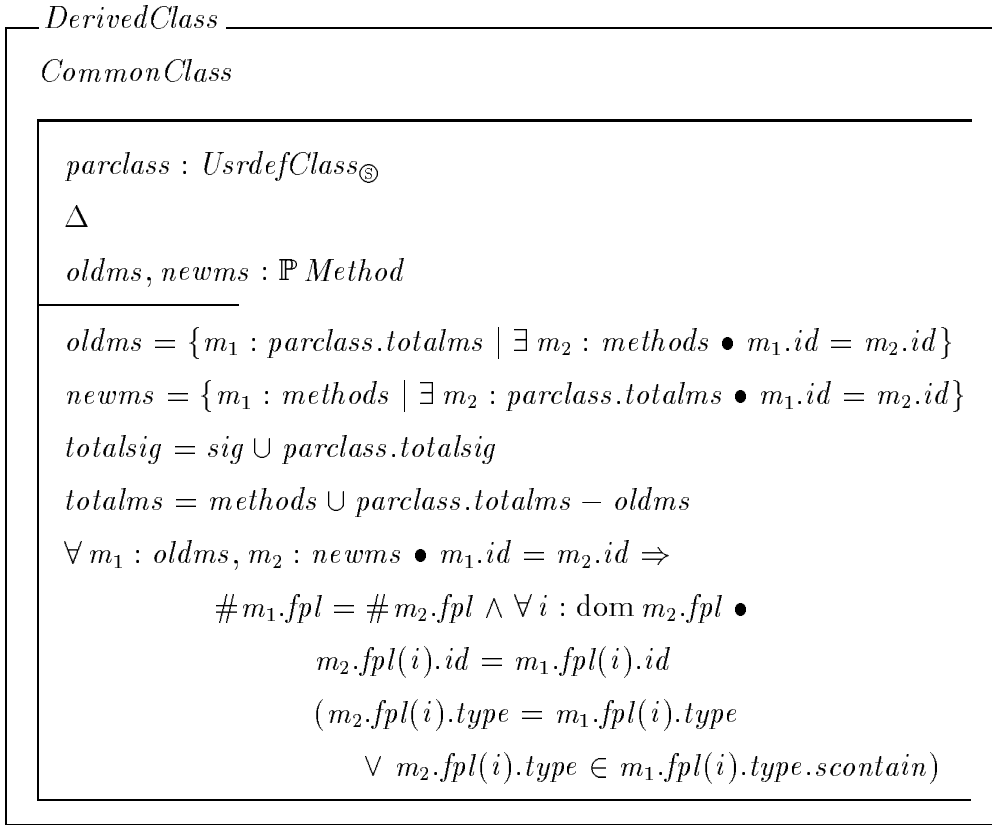 DerivedClass
CommonClass
parclass : UsrdefClassⓈ
Δ
oldms, newms : ℙ Method
oldms = {m₁ : parclass.totalms | ∃ m₂ : methods • m₁.id = m₂.id}
newms = {m₁ : methods | ∃ m₂ : parclass.totalms • m₁.id = m₂.id}
totalsig = sig ∪ parclass.totalsig
totalms = methods ∪ parclass.totalms − oldms
∀ m₁ : oldms, m₂ : newms • m₁.id = m₂.id ⇒
#m₁.fpl = #m₂.fpl ∧ ∀ i : dom m₂.fpl •
m₂.fpl(i).id = m₁.fpl(i).id
(m₂.fpl(i).type = m₁.fpl(i).type
∨ m₂.fpl(i).type ∈ m₁.fpl(i).type.scontain)